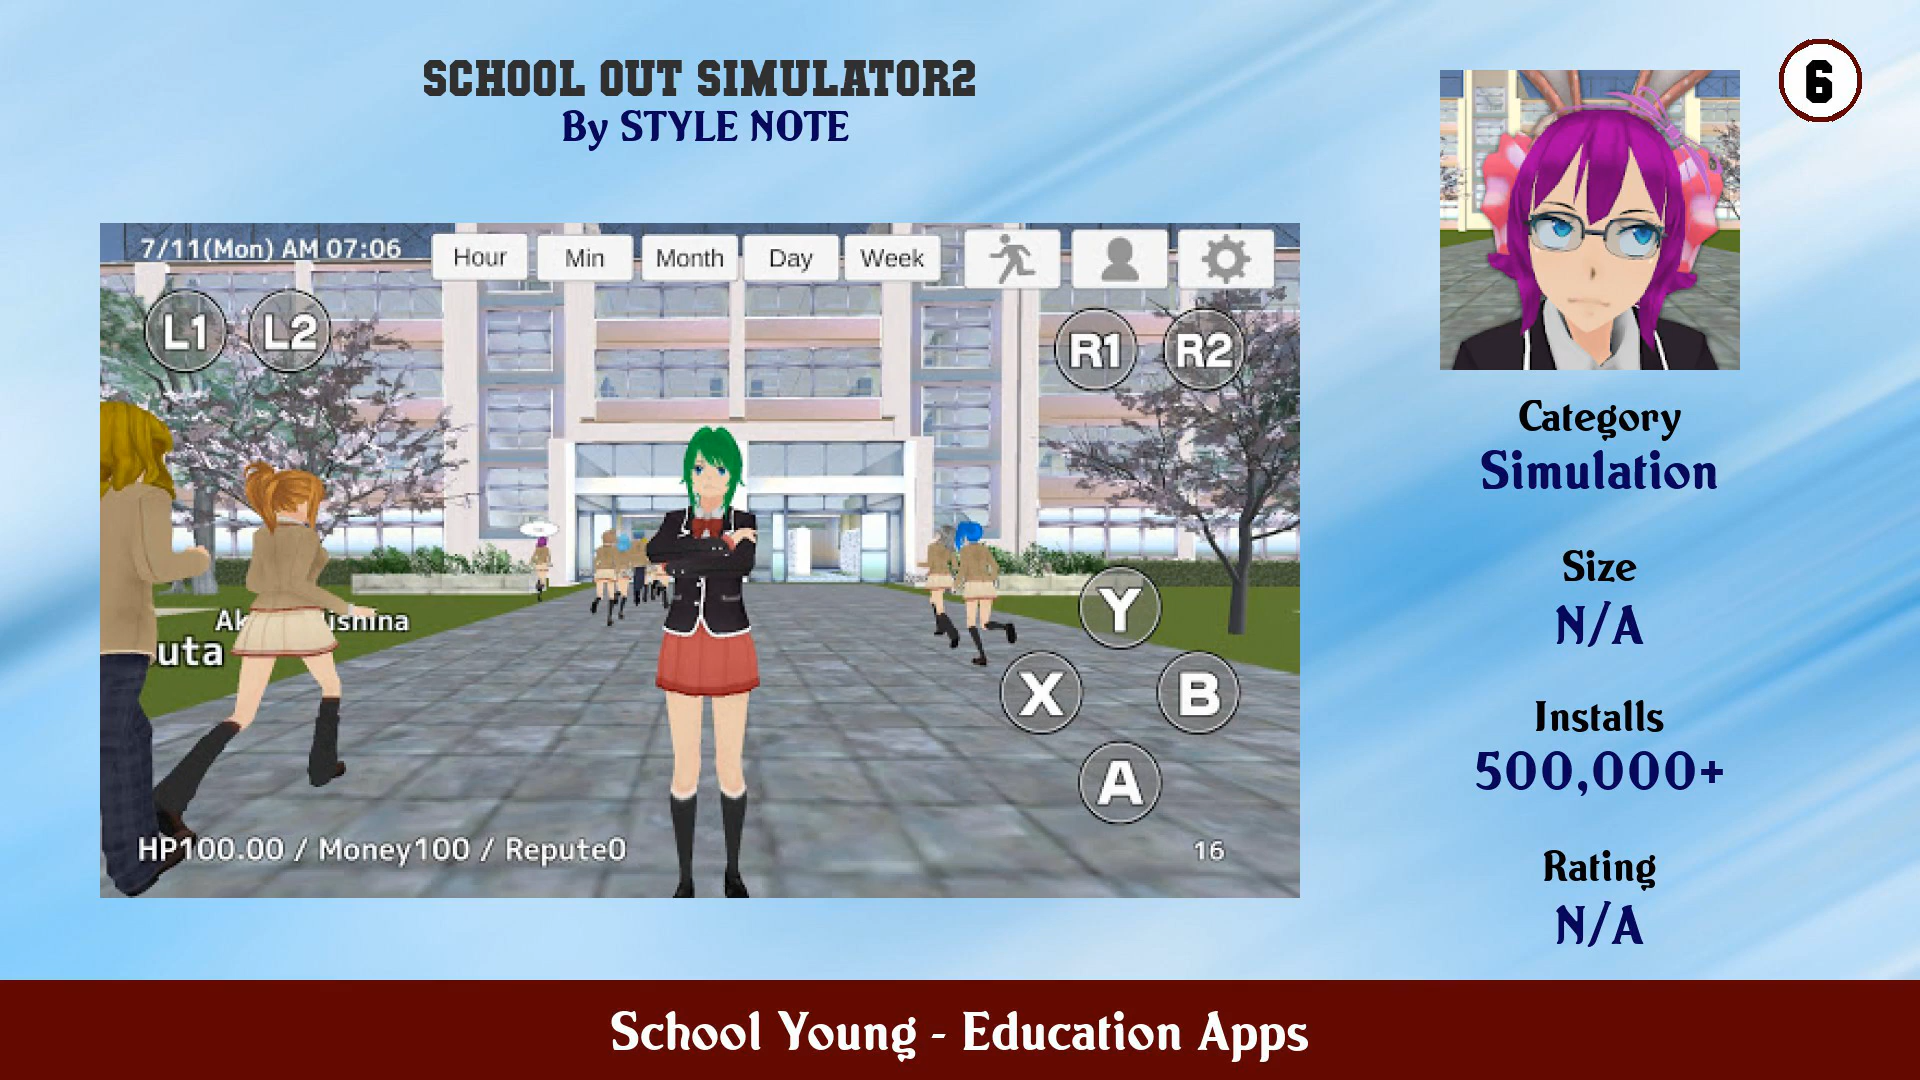 SCHOOL OUT SIMULATOR2
By STYLE NOTE
6
7/11(Mon) AM 07:06
Hour
Min
Month
Day
Week
L1
L2
R1
R2
Y
X
B
A
HP100.00 / Money100 / Repute0
16
Category
Simulation
Size
N/A
Installs
500,000+
Rating
N/A
School Young - Education Apps